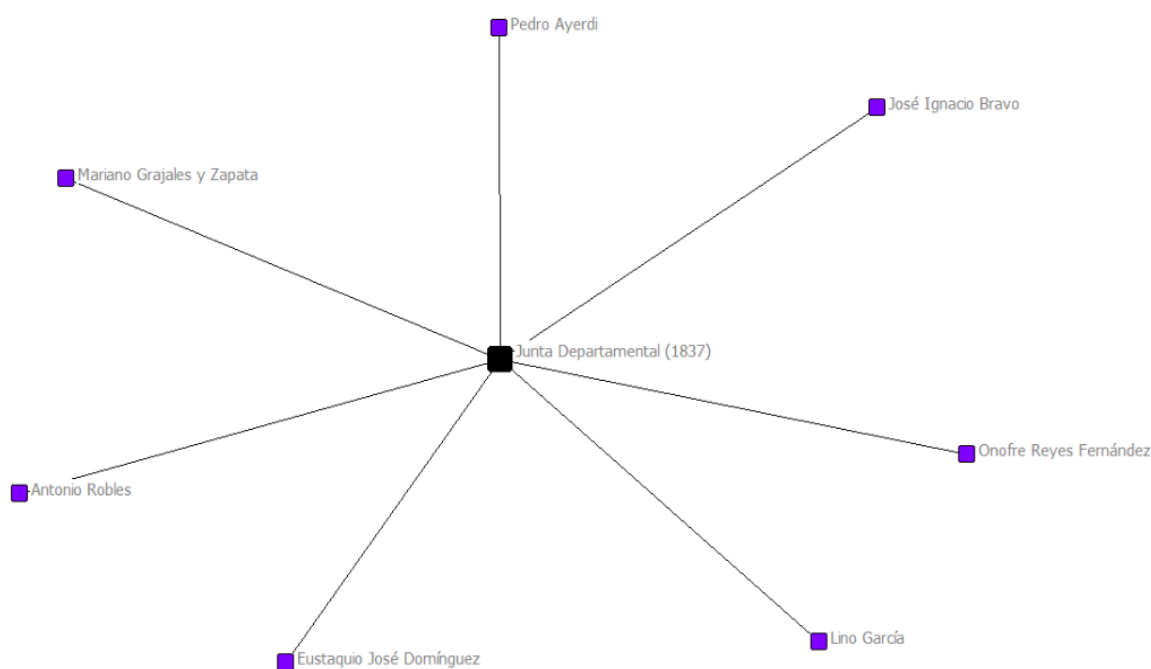 Pedro Ayerdi
José Ignacio Bravo
Mariano Grajales y Zapata
Junta Departamental (1837)
Onofre Reyes Fernández
Antonio Robles
Lino García
Eustaquio José Domínguez